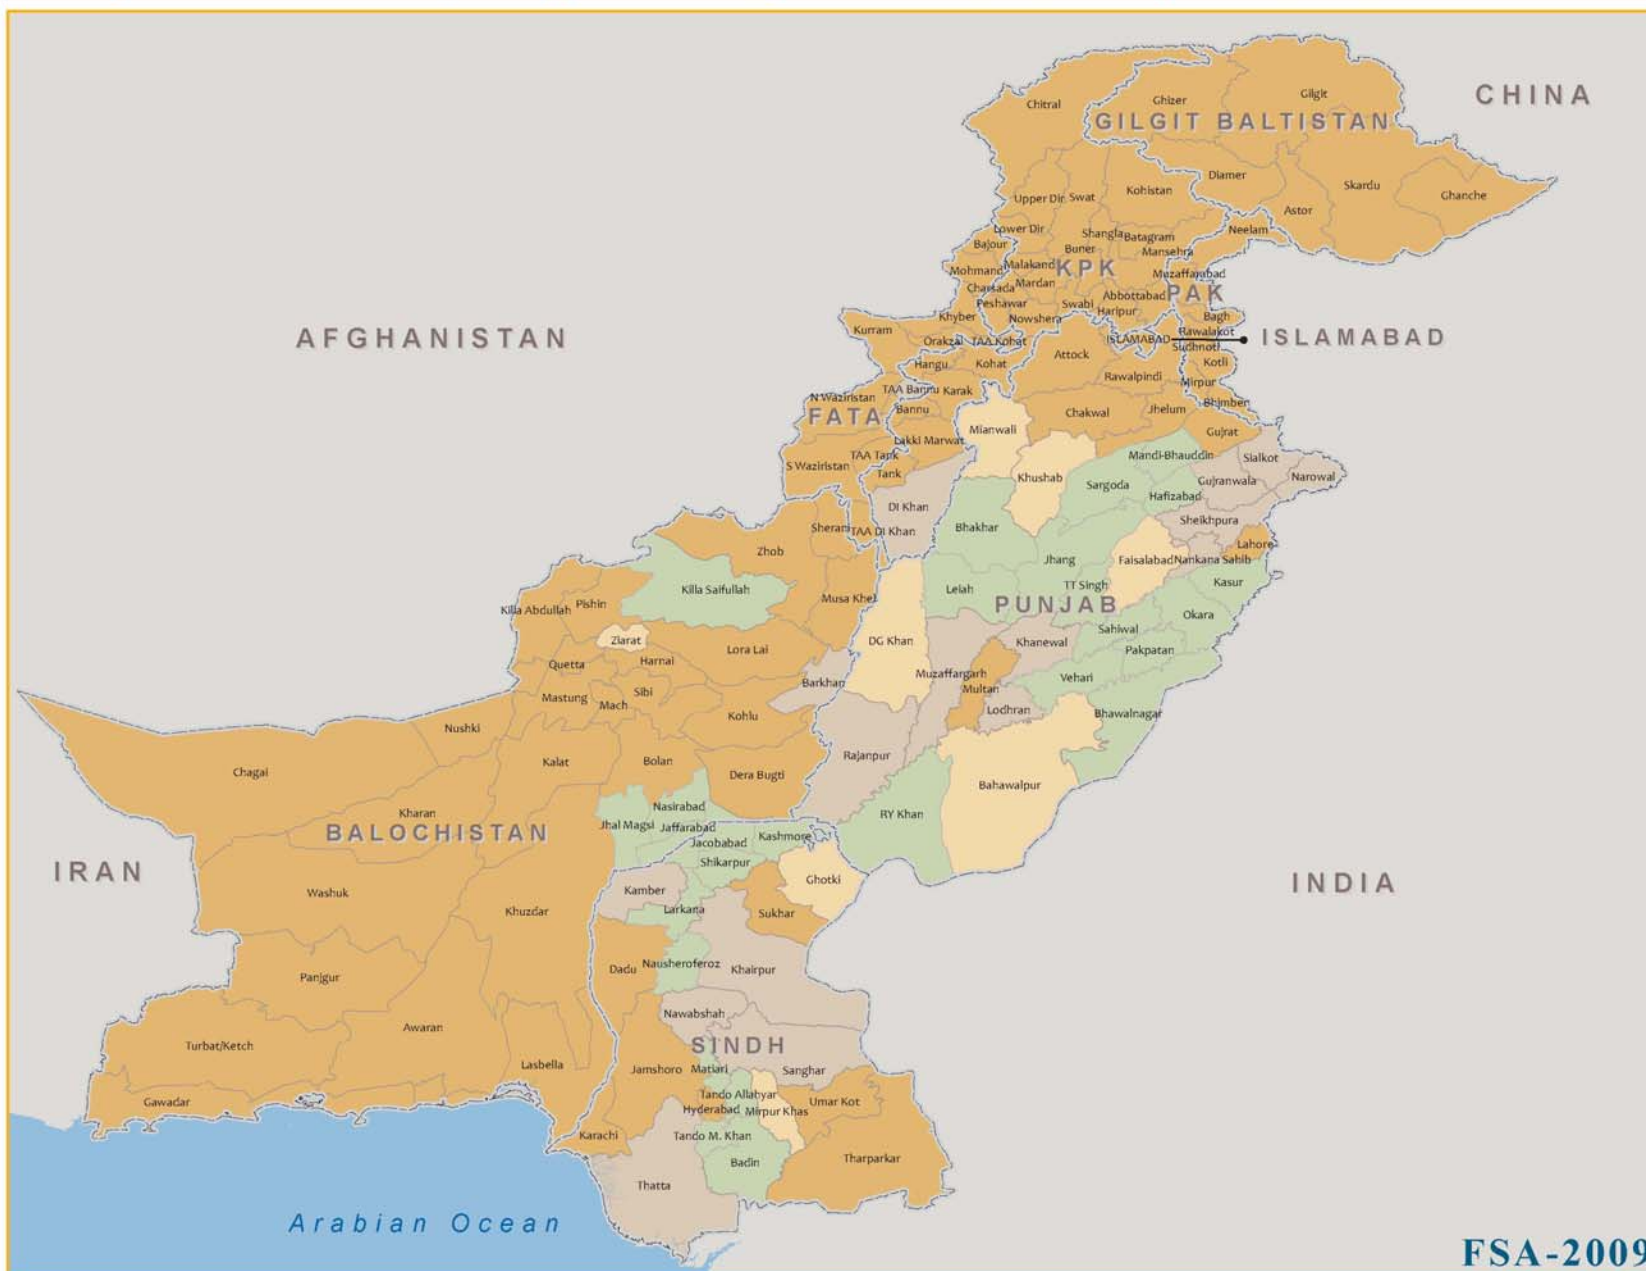 CHINA
Chitral
Ghizer
Gilgit
GILGIT BALTISTAN
Diamer
Skardu
Ghanche
Astor
Upper Dir
Swat
Kohistan
Lower Dir
Shangla
Batagram
Neelam
Bajour
Buner
Mansehra
Mohmand
Malakand
KPK
Muzaffarabad
Charsada
Mardan
Abbottabad
PAK
Peshawar
Swabi
Haripur
Bagh
Khyber
Nowshera
AFGHANISTAN
Kurram
Orakzai
TAA Kohat
ISLAMABAD
Rawalakot
Sudhnoti
ISLAMABAD
Attock
Hangu
Kohat
Kotli
Rawalpindi
Mirpur
N Waziristan
TAA Bannu
Karak
Bhimber
FATA
Bannu
Chakwal
Jhelum
Mianwali
Gujrat
Lakki Marwat
S Waziristan
TAA Tank
Tank
Mandi-Bhauddin
Sialkot
Khushab
Sargoda
Gujranwala
Narowal
Hafizabad
DI Khan
Bhakhar
Sheikhpura
Sherani
TAA DI Khan
Lahore
Zhob
Jhang
Faisalabad
Nankana Sahib
Killa Saifullah
Leiah
TT Singh
Kasur
Musa Khel
PUNJAB
Killa Abdullah
Pishin
Okara
Ziarat
DG Khan
Khanewal
Sahiwal
Lora Lai
Pakpatan
Quetta
Harnai
Muzaffargarh
Vehari
Barkhan
Multan
Mastung
Sibi
Mach
Lodhran
Bhawalnagar
Kohlu
Nushki
Rajanpur
Chagai
Kalat
Bolan
Dera Bugti
Bahawalpur
Kharan
Nasirabad
RY Khan
BALOCHISTAN
Jhal Magsi
Jaffarabad
Kashmore
Jacobabad
IRAN
Shikarpur
INDIA
Washuk
Kamber
Ghotki
Khuzdar
Larkana
Sukhar
Panjgur
Dadu
Nausheroferoz
Khairpur
Nawabshah
Awaran
SINDH
Turbat/Ketch
Lasbella
Jamshoro
Matiari
Sanghar
Gawadar
Tando Allahyar
Umar Kot
Hyderabad
Mirpur Khas
Karachi
Tando M. Khan
Badin
Tharparkar
Thatta
Arabian Ocean
FSA-2009